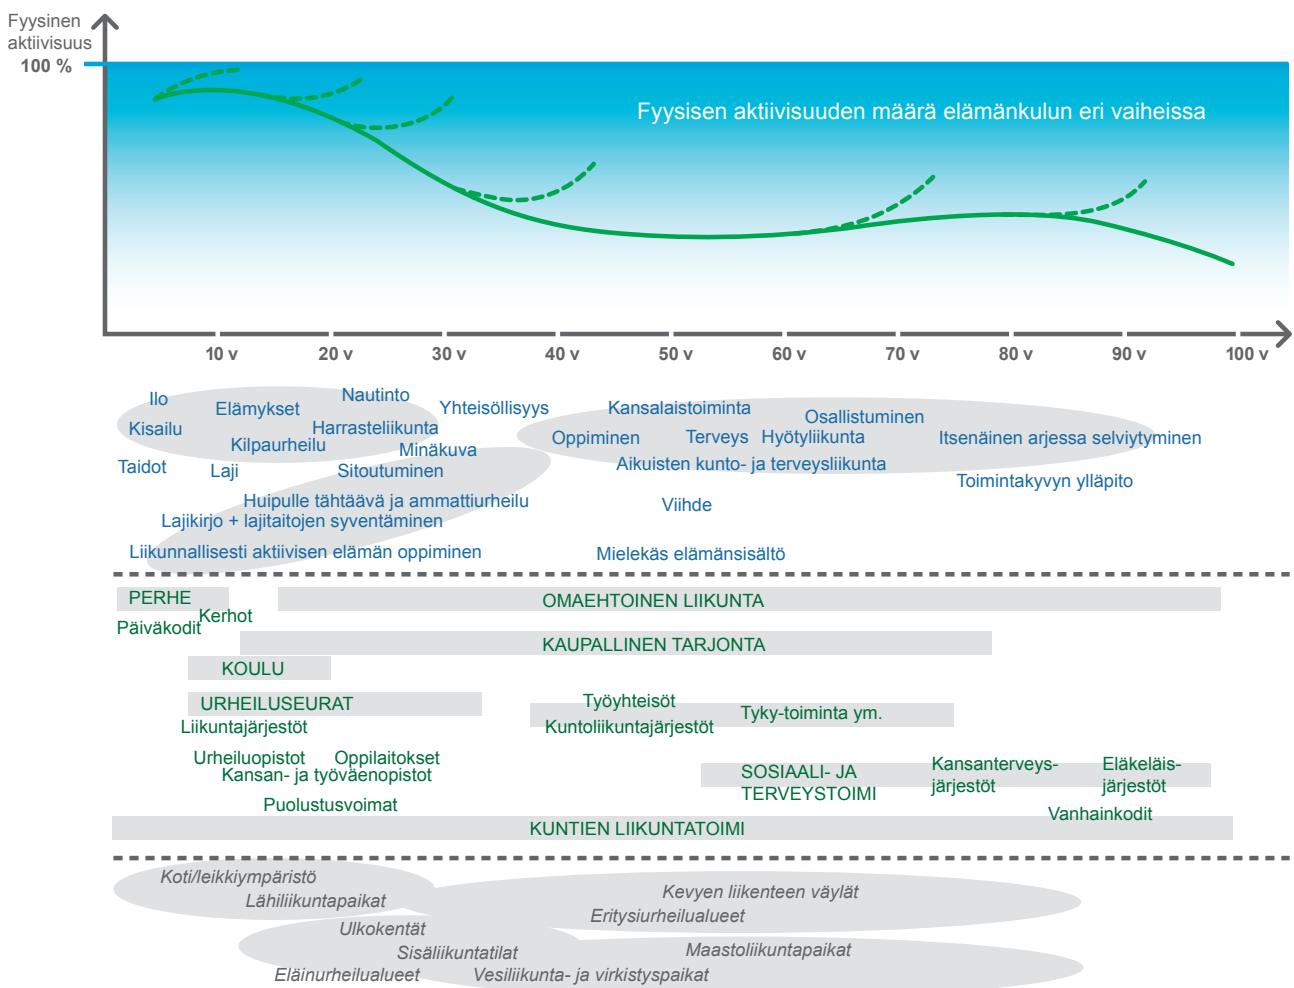 Fyysinen
aktiivisuus
100 %
Fyysisen aktiivisuuden määrä elämänkulun eri vaiheissa
10 v 20 v 30 v 40 v 50 v 60 v 70 v 80 v 90 v 100 v
Ilo
Elämykset
Nautinto
Yhteisöllisyys
Kansalaistoiminta
Osallistuminen
Kisailu
Harrasteliikunta
Kilpaurheilu
Minäkuva
Oppiminen
Terveys
Hyötyliikunta
Itsenäinen arjessa selviytyminen
Taidot
Laji
Sitoutuminen
Aikuisten kunto- ja terveysliikunta
Toimintakyvyn ylläpito
Huipulle tähtäävä ja ammattiurheilu
Viihde
Lajikirjo + lajitaitojen syventäminen
Liikunnallisesti aktiivisen elämän oppiminen
Mielekäs elämänsisältö
PERHE
OMAEHTOINEN LIIKUNTA
Kerhot
Päiväkodit
KAUPALLINEN TARJONTA
KOULU
URHEILUSEURAT
Työyhteisöt
Tyky-toiminta ym.
Liikuntajärjestöt
Kuntoliikuntajärjestöt
Urheiluopistot
Oppilaitokset
Kansan- ja työväenopistot
SOSIAALI- JA
TERVEYSTOIMI
Kansanterveys-
järjestöt
Eläkeläis-
järjestöt
Puolustusvoimat
Vanhainkodit
KUNTIEN LIIKUNTATOIMI
Koti/leikkiympäristö
Lähiliikuntapaikat
Kevyen liikenteen väylät
Eritysiurheilualueet
Ulkokentät
Sisäliikuntatilat
Maastoliikuntapaikat
Eläinurheilualueet
Vesiliikunta- ja virkistyspaikat